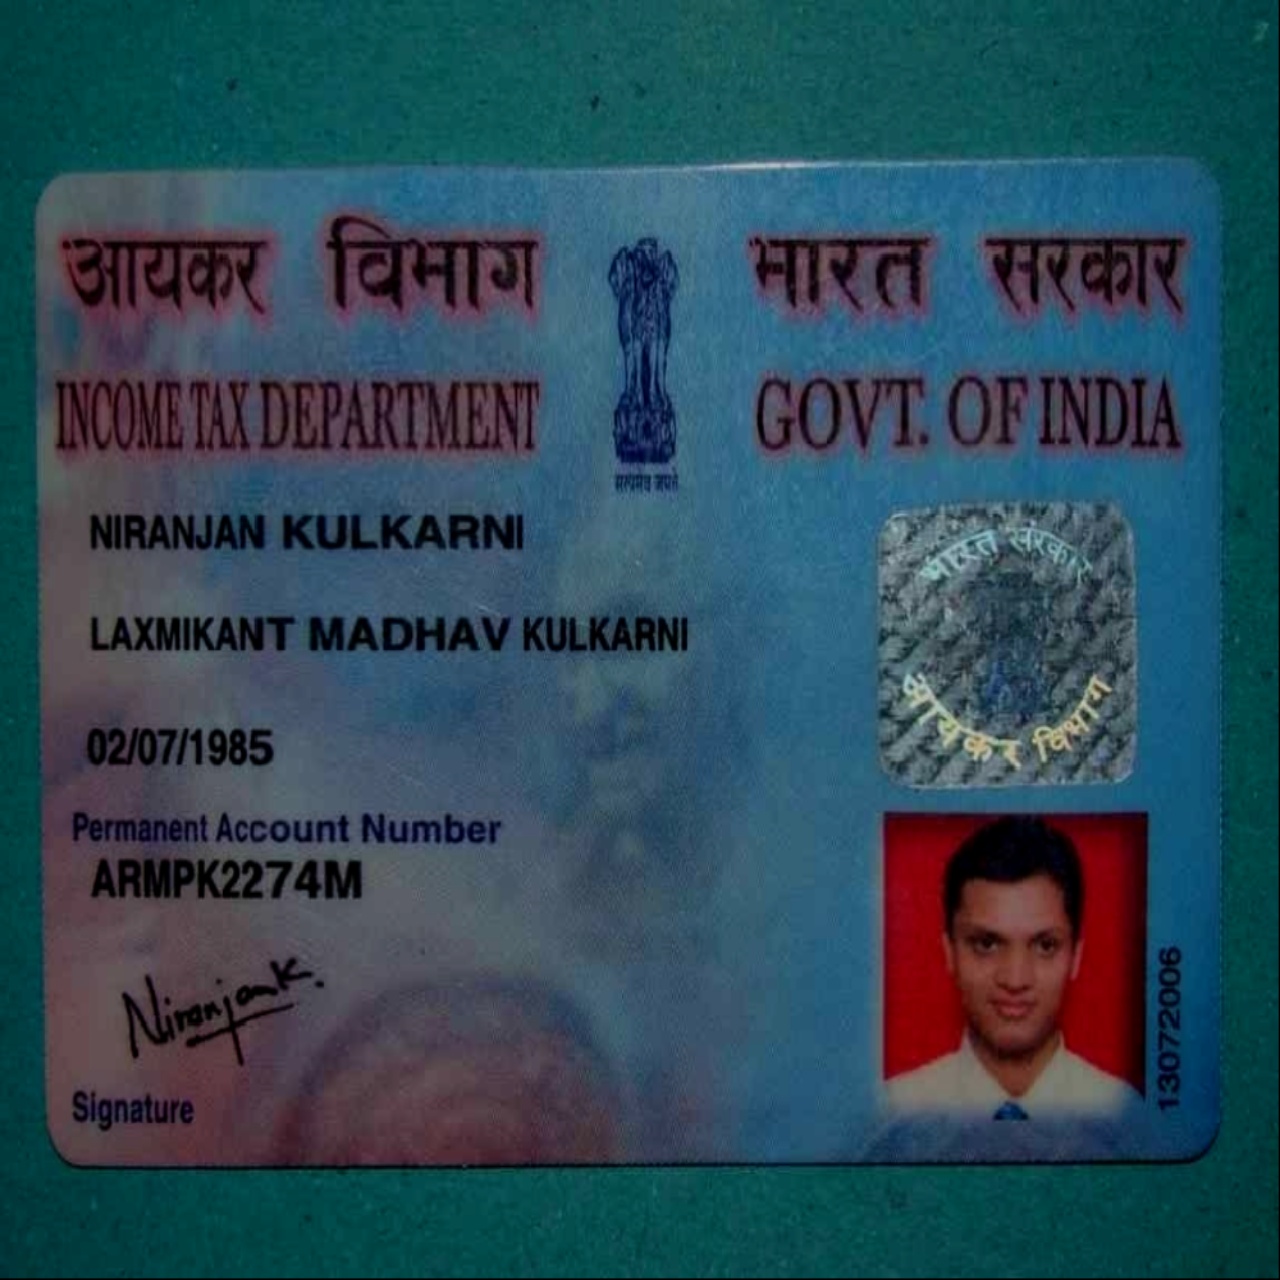 आयकर विभाग भारत सरकार
INCOME TAX DEPARTMENT GOVT. OF INDIA
सत्यमेव जयते
NIRANJAN KULKARNI
भारत सरकार
आयकर विभाग
LAXMIKANT MADHAV KULKARNI
02/07/1985
Permanent Account Number
ARMPK2274M
NiranjanK.
Signature
13072006